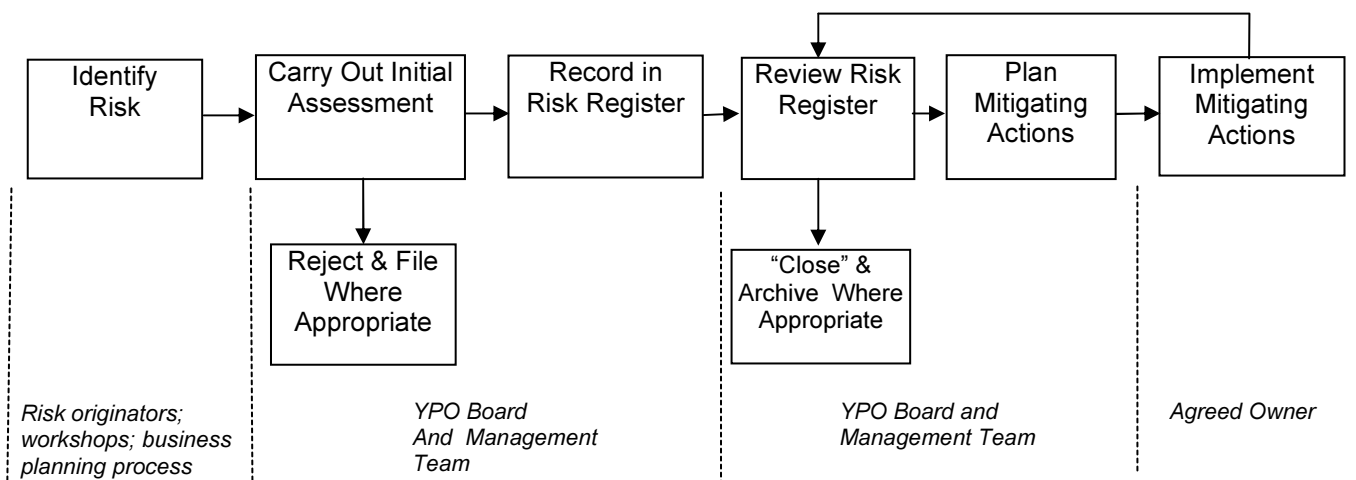 Identify
Risk
Carry Out Initial
Assessment
Record in
Risk Register
Review Risk
Register
Plan
Mitigating
Actions
Implement
Mitigating
Actions
Reject & File
Where
Appropriate
“Close” &
Archive Where
Appropriate
Risk originators;
workshops; business
planning process
YPO Board
And Management
Team
YPO Board and
Management Team
Agreed Owner